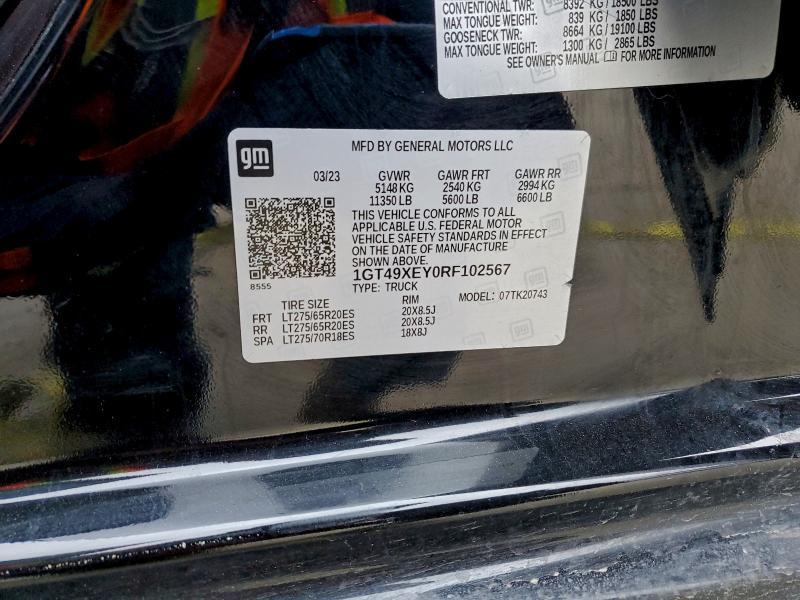 CONVENTIONAL TWR: 8392 KG / 18500 LBS
MAX TONGUE WEIGHT: 839 KG / 1850 LBS
GOOSENECK TWR: 8664 KG / 19100 LBS
MAX TONGUE WEIGHT: 1300 KG / 2865 LBS
SEE OWNER'S MANUAL FOR MORE INFORMATION
gm
MFD BY GENERAL MOTORS LLC
03/23 GVWR GAWR FRT GAWR RR
5148 KG 2540 KG 2994 KG
11350 LB 5600 LB 6600 LB
THIS VEHICLE CONFORMS TO ALL
APPLICABLE U.S. FEDERAL MOTOR
VEHICLE SAFETY STANDARDS IN EFFECT
ON THE DATE OF MANUFACTURE
SHOWN ABOVE.
8555
1GT49XEY0RF102567
TYPE: TRUCK MODEL: 07TK20743
TIRE SIZE RIM
FRT LT275/65R20ES 20X8.5J
RR LT275/65R20ES 20X8.5J
SPA LT275/70R18ES 18X8J